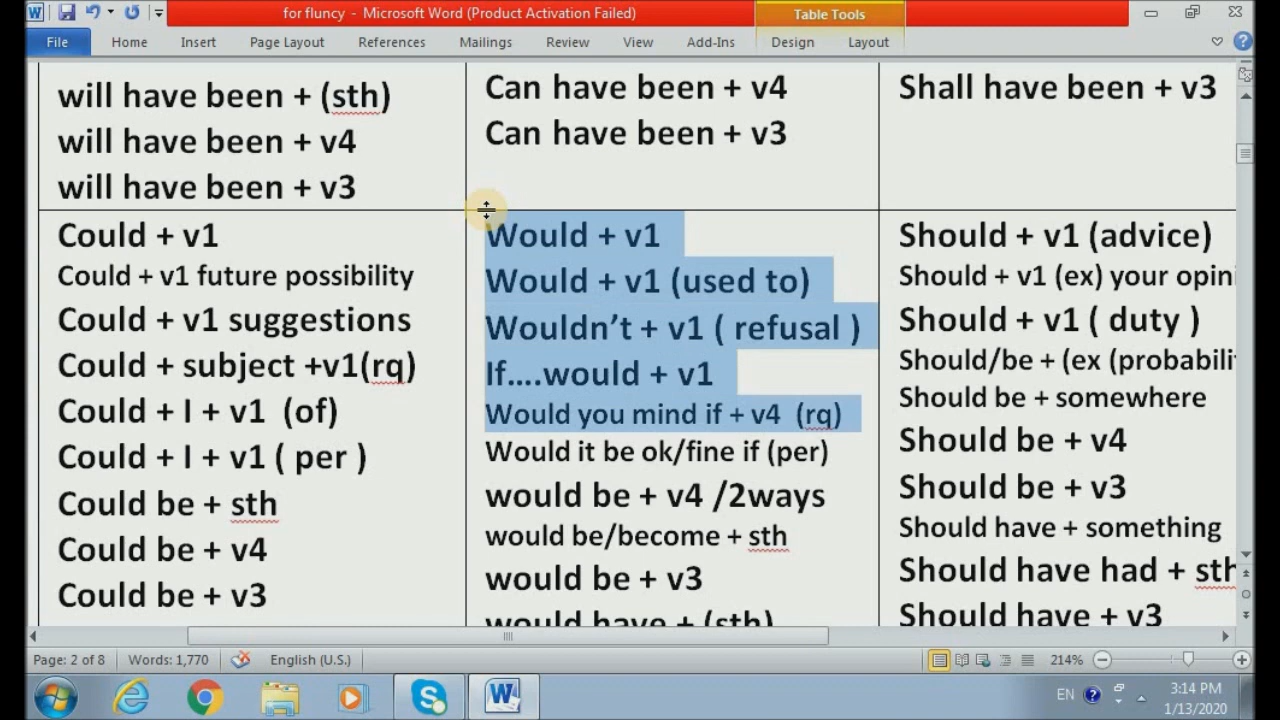 for fluncy - Microsoft Word (Product Activation Failed)
Table Tools
File Home Insert Page Layout References Mailings Review View Add-Ins Design Layout
will have been + (sth)
will have been + v4
will have been + v3
Can have been + v4
Can have been + v3
Shall have been + v3
Could + v1
Could + v1 future possibility
Could + v1 suggestions
Could + subject +v1(rq)
Could + I + v1 (of)
Could + I + v1 ( per )
Could be + sth
Could be + v4
Could be + v3
Would + v1
Would + v1 (used to)
Wouldn’t + v1 ( refusal )
If….would + v1
Would you mind if + v4 (rq)
Would it be ok/fine if (per)
would be + v4 /2ways
would be/become + sth
would be + v3
would have + (sth)
Should + v1 (advice)
Should + v1 (ex) your opini
Should + v1 ( duty )
Should/be + (ex (probabilit
Should be + somewhere
Should be + v4
Should be + v3
Should have + something
Should have had + sth
Should have + v3
Page: 2 of 8 Words: 1,770 English (U.S.) 214%
EN 3:14 PM
1/13/2020